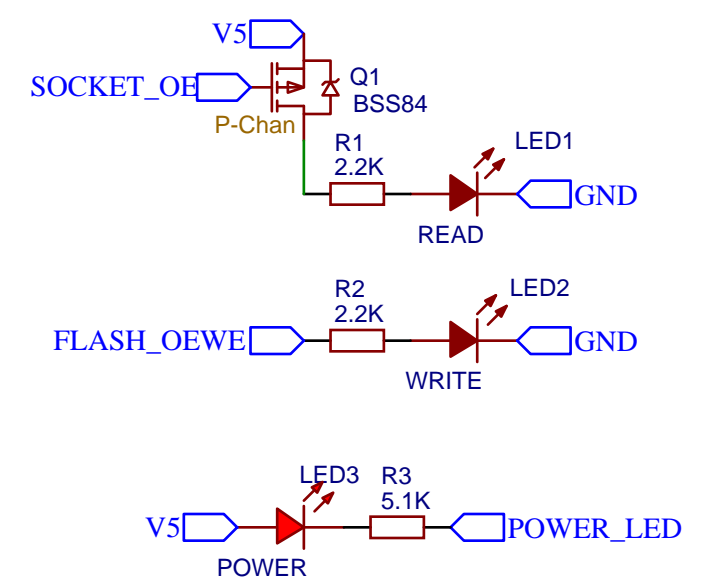 V5
SOCKET_OE
Q1
BSS84
P-Chan
R1
2.2K
LED1
GND
READ
R2
2.2K
LED2
FLASH_OEWE
GND
WRITE
LED3
R3
5.1K
V5
POWER_LED
POWER